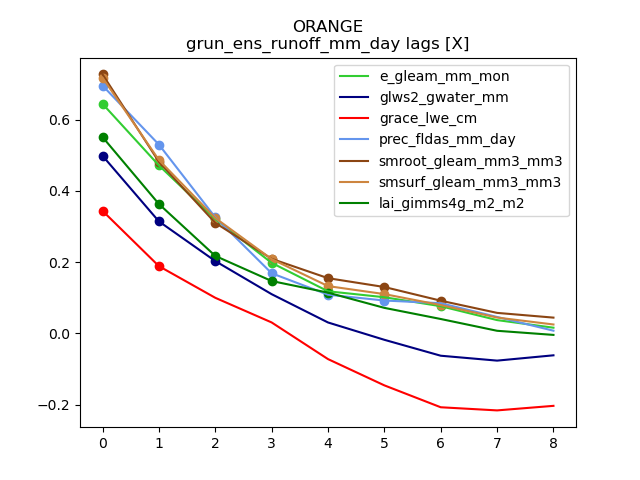 ORANGE
grun_ens_runoff_mm_day lags [X]
e_gleam_mm_mon
glws2_gwater_mm
grace_lwe_cm
prec_fldas_mm_day
smroot_gleam_mm3_mm3
smsurf_gleam_mm3_mm3
lai_gimms4g_m2_m2
0.6
0.4
0.2
0.0
−0.2
0 1 2 3 4 5 6 7 8